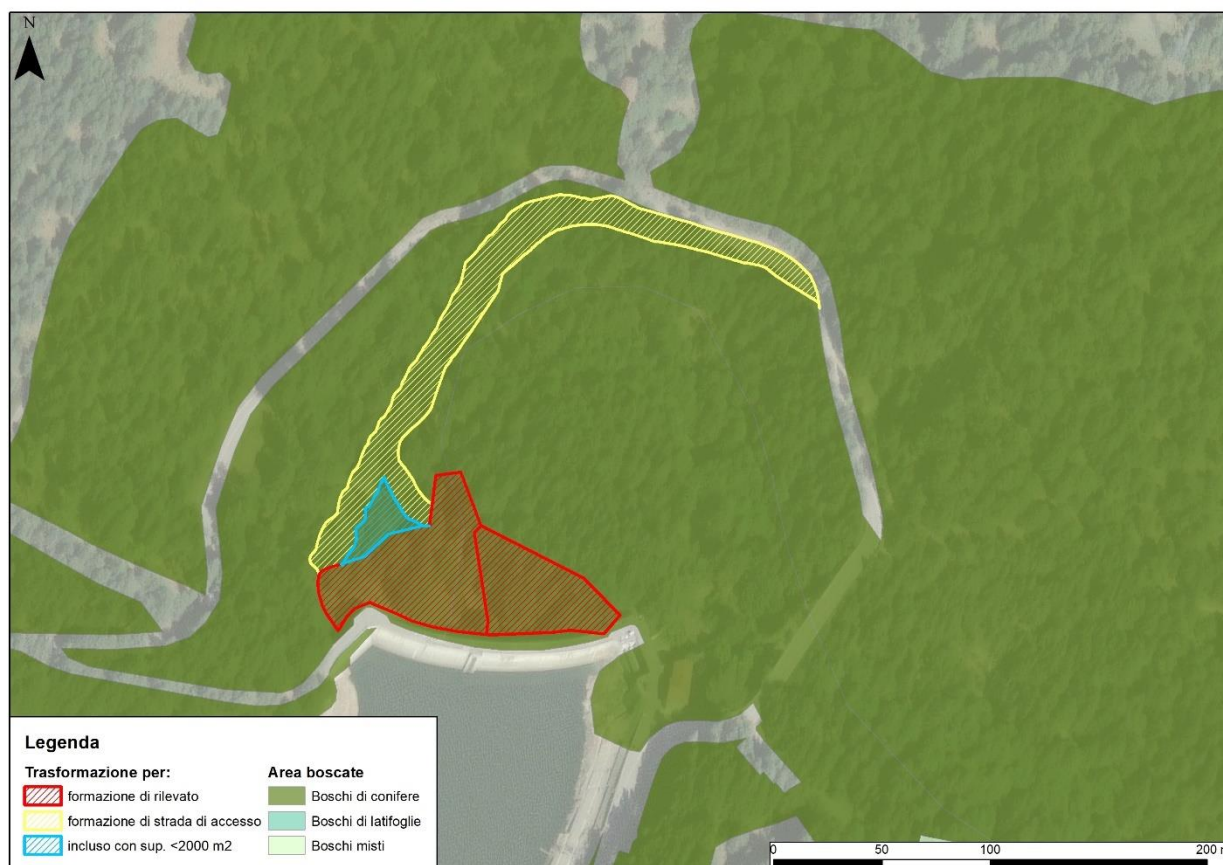 N
Legenda
Trasformazione per:
formazione di rilevato
formazione di strada di accesso
incluso con sup. <2000 m2
Area boscate
Boschi di conifere
Boschi di latifoglie
Boschi misti
0 50 100 200 m